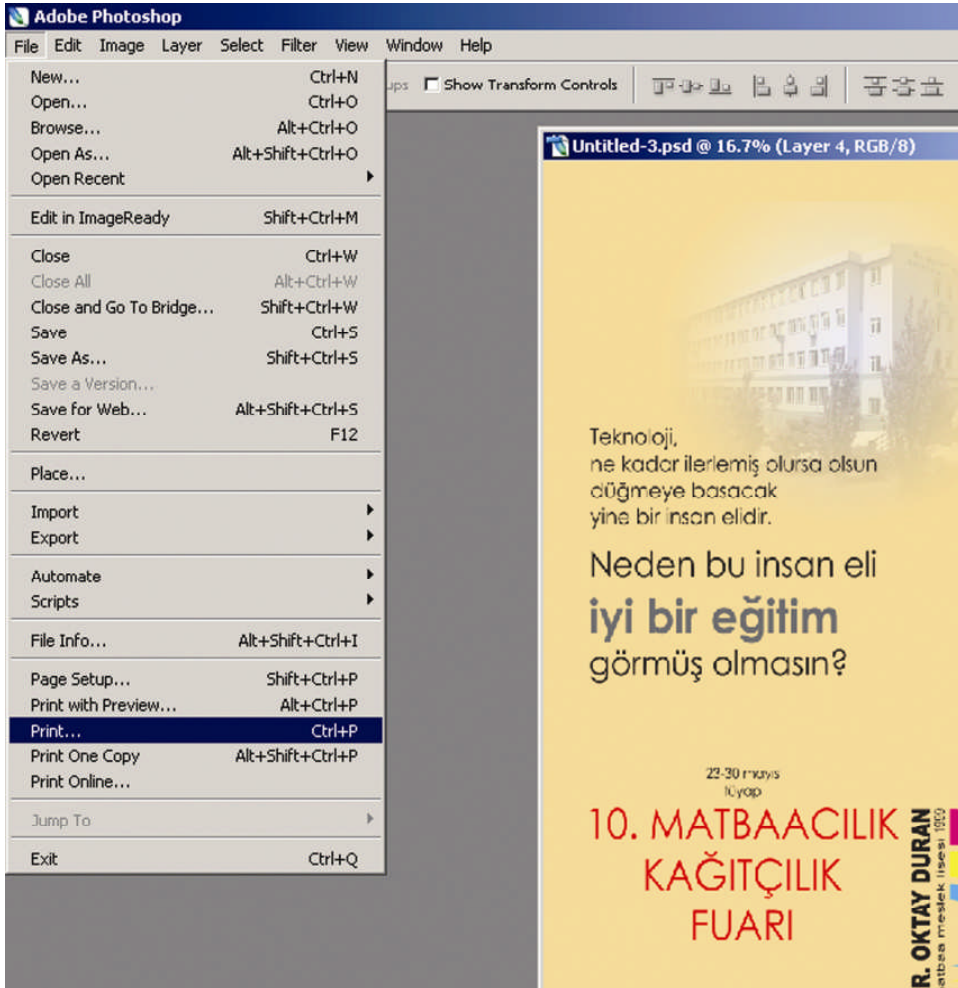 Adobe Photoshop
File Edit Image Layer Select Filter View Window Help
New... Ctrl+N
Open... Ctrl+O
Browse... Alt+Ctrl+O
Open As... Alt+Shift+Ctrl+O
Open Recent
Edit in ImageReady Shift+Ctrl+M
Close Ctrl+W
Close All Alt+Ctrl+W
Close and Go To Bridge... Shift+Ctrl+W
Save Ctrl+S
Save As... Shift+Ctrl+S
Save a Version...
Save for Web... Alt+Shift+Ctrl+S
Revert F12
Place...
Import
Export
Automate
Scripts
File Info... Alt+Shift+Ctrl+I
Page Setup... Shift+Ctrl+P
Print with Preview... Alt+Ctrl+P
Print... Ctrl+P
Print One Copy Alt+Shift+Ctrl+P
Print Online...
Jump To
Exit Ctrl+Q
Show Transform Controls
Untitled-3.psd @ 16.7% (Layer 4, RGB/8)
Teknoloji,
ne kadar ilerlemiş olursa olsun
düğmeye basacak
yine bir insan elidir.
Neden bu insan eli
iyi bir eğitim
görmüş olmasın?
23-30 mayıs
tüyap
10. MATBAACILIK
KAĞITÇILIK
FUARI
R. OKTAY DURAN
meslek lisesi